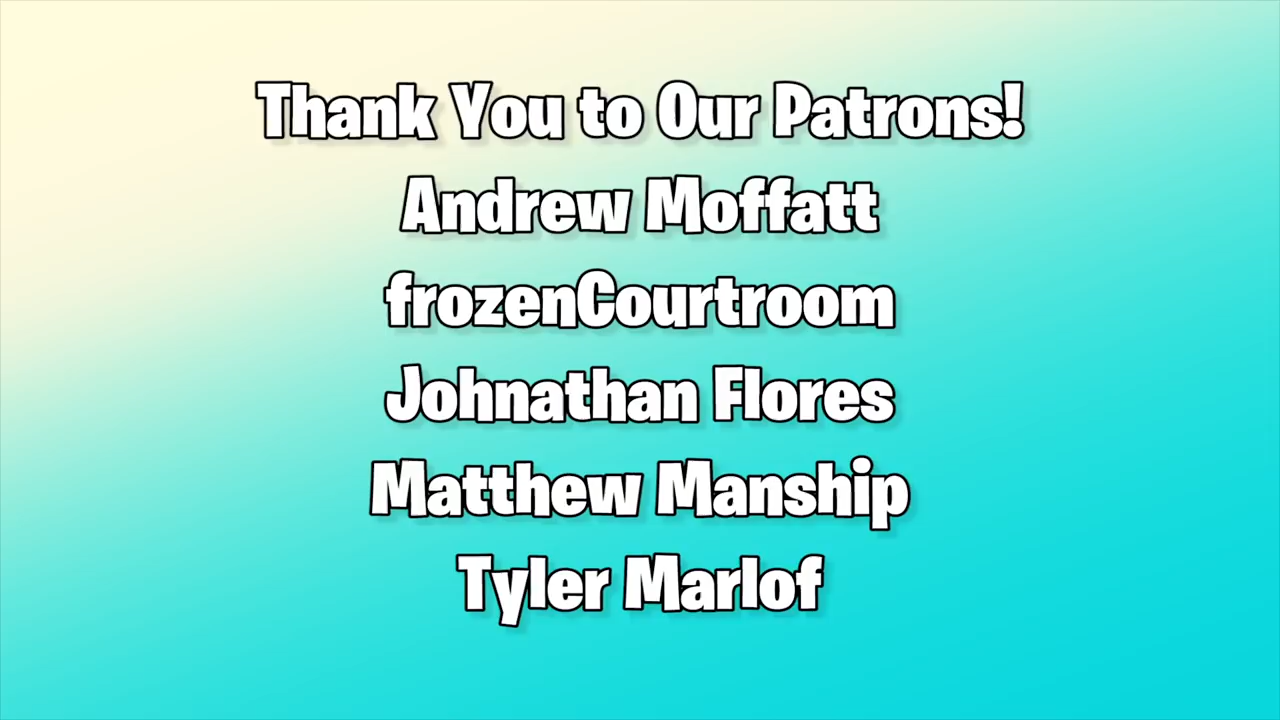 Thank You to Our Patrons!
Andrew Moffatt
frozenCourtroom
Johnathan Flores
Matthew Manship
Tyler Marlof